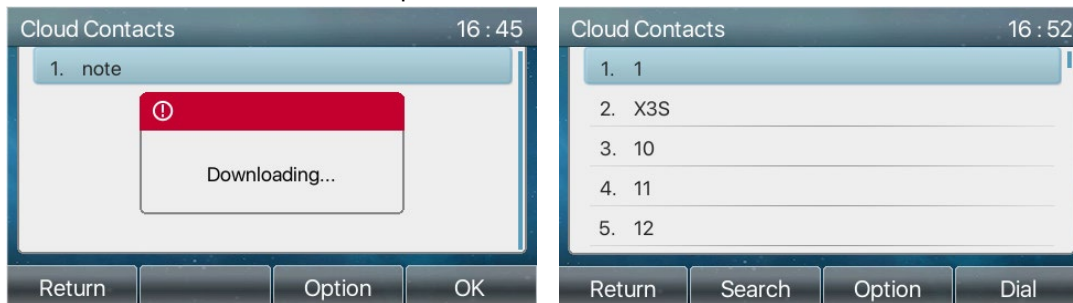 Cloud Contacts 16 : 45
1. note
Downloading...
Return Option OK
Cloud Contacts 16 : 52
1. 1
2. X3S
3. 10
4. 11
5. 12
Return Search Option Dial